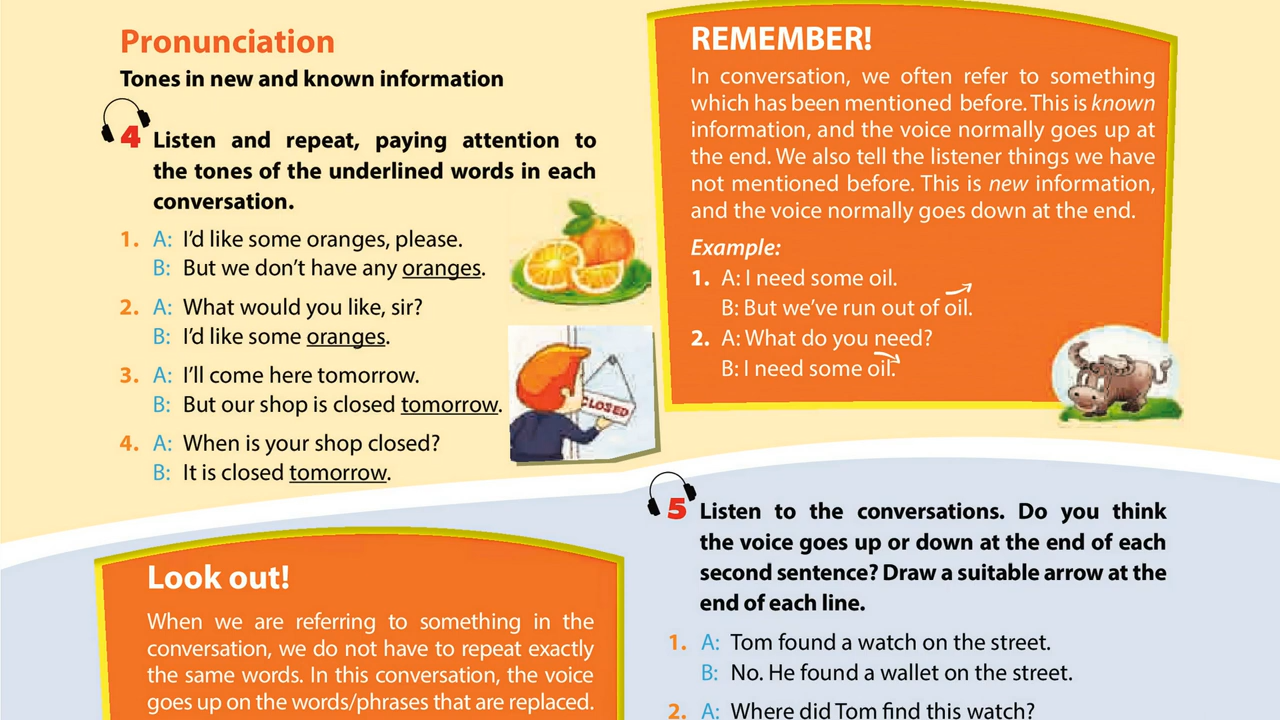 Pronunciation
Tones in new and known information
4 Listen and repeat, paying attention to
the tones of the underlined words in each
conversation.
1. A: I'd like some oranges, please.
B: But we don't have any oranges.
2. A: What would you like, sir?
B: I'd like some oranges.
3. A: I'll come here tomorrow.
B: But our shop is closed tomorrow.
4. A: When is your shop closed?
B: It is closed tomorrow.
CLOSED
Look out!
When we are referring to something in the
conversation, we do not have to repeat exactly
the same words. In this conversation, the voice
goes up on the words/phrases that are replaced.
REMEMBER!
In conversation, we often refer to something
which has been mentioned before. This is known
information, and the voice normally goes up at
the end. We also tell the listener things we have
not mentioned before. This is new information,
and the voice normally goes down at the end.
Example:
1. A: I need some oil.
B: But we've run out of oil.
2. A: What do you need?
B: I need some oil.
5 Listen to the conversations. Do you think
the voice goes up or down at the end of each
second sentence? Draw a suitable arrow at the
end of each line.
1. A: Tom found a watch on the street.
B: No. He found a wallet on the street.
2. A: Where did Tom find this watch?